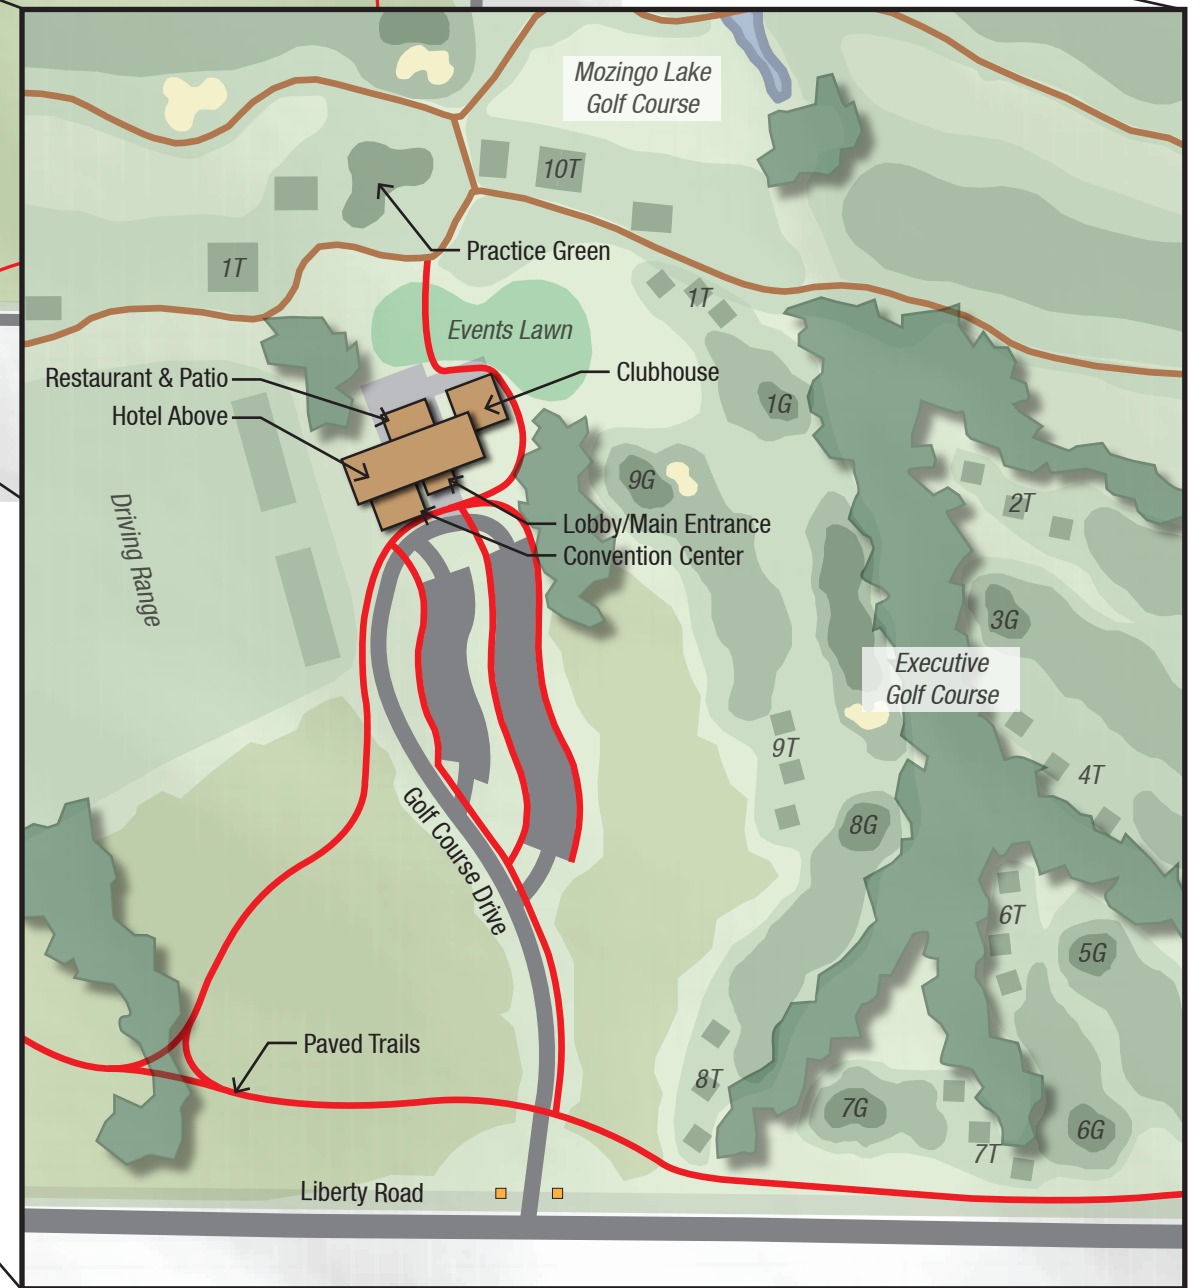 Mozingo Lake
Golf Course
10T
Practice Green
1T
1T
Events Lawn
Restaurant & Patio
Clubhouse
Hotel Above
1G
9G
2T
Driving Range
Lobby/Main Entrance
Convention Center
3G
Executive
Golf Course
9T
4T
Golf Course Drive
8G
6T
5G
Paved Trails
8T
7G
6G
7T
Liberty Road